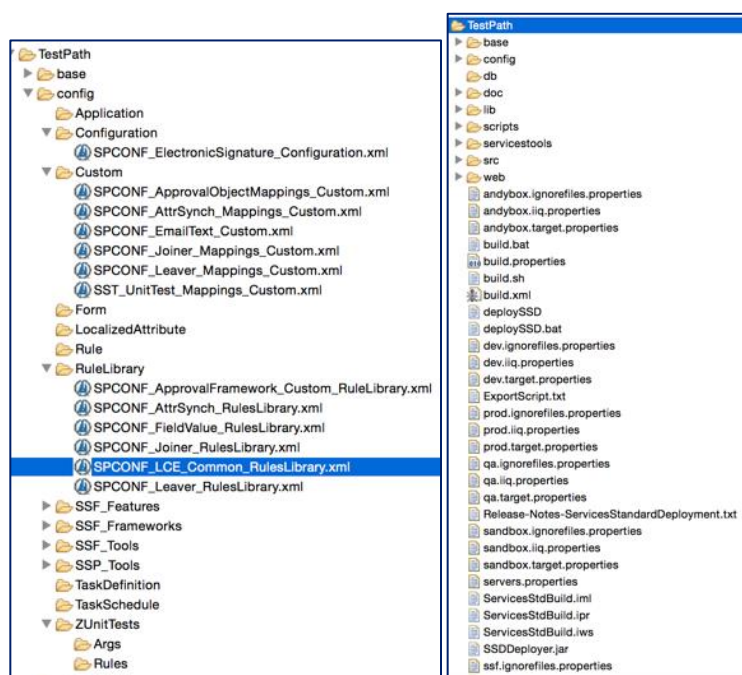 TestPath
base
config
Application
Configuration
SPCONF_ElectronicSignature_Configuration.xml
Custom
SPCONF_ApprovalObjectMappings_Custom.xml
SPCONF_AttrSynch_Mappings_Custom.xml
SPCONF_EmailText_Custom.xml
SPCONF_Joiner_Mappings_Custom.xml
SPCONF_Leaver_Mappings_Custom.xml
SST_UnitTest_Mappings_Custom.xml
Form
LocalizedAttribute
Rule
RuleLibrary
SPCONF_ApprovalFramework_Custom_RuleLibrary.xml
SPCONF_AttrSynch_RulesLibrary.xml
SPCONF_FieldValue_RulesLibrary.xml
SPCONF_Joiner_RulesLibrary.xml
SPCONF_LCE_Common_RulesLibrary.xml
SPCONF_Leaver_RulesLibrary.xml
SSF_Features
SSF_Frameworks
SSF_Tools
SSP_Tools
TaskDefinition
TaskSchedule
ZUnitTests
Args
Rules
TestPath
base
config
db
doc
lib
scripts
servicestools
src
web
andybox.ignorefiles.properties
andybox.iiq.properties
andybox.target.properties
build.bat
build.properties
build.sh
build.xml
deploySSD
deploySSD.bat
dev.ignorefiles.properties
dev.iiq.properties
dev.target.properties
ExportScript.txt
prod.ignorefiles.properties
prod.iiq.properties
prod.target.properties
qa.ignorefiles.properties
qa.iiq.properties
qa.target.properties
Release-Notes-ServicesStandardDeployment.txt
sandbox.ignorefiles.properties
sandbox.iiq.properties
sandbox.target.properties
servers.properties
ServicesStdBuild.iml
ServicesStdBuild.ipr
ServicesStdBuild.iws
SSDDeployer.jar
ssf.ignorefiles.properties